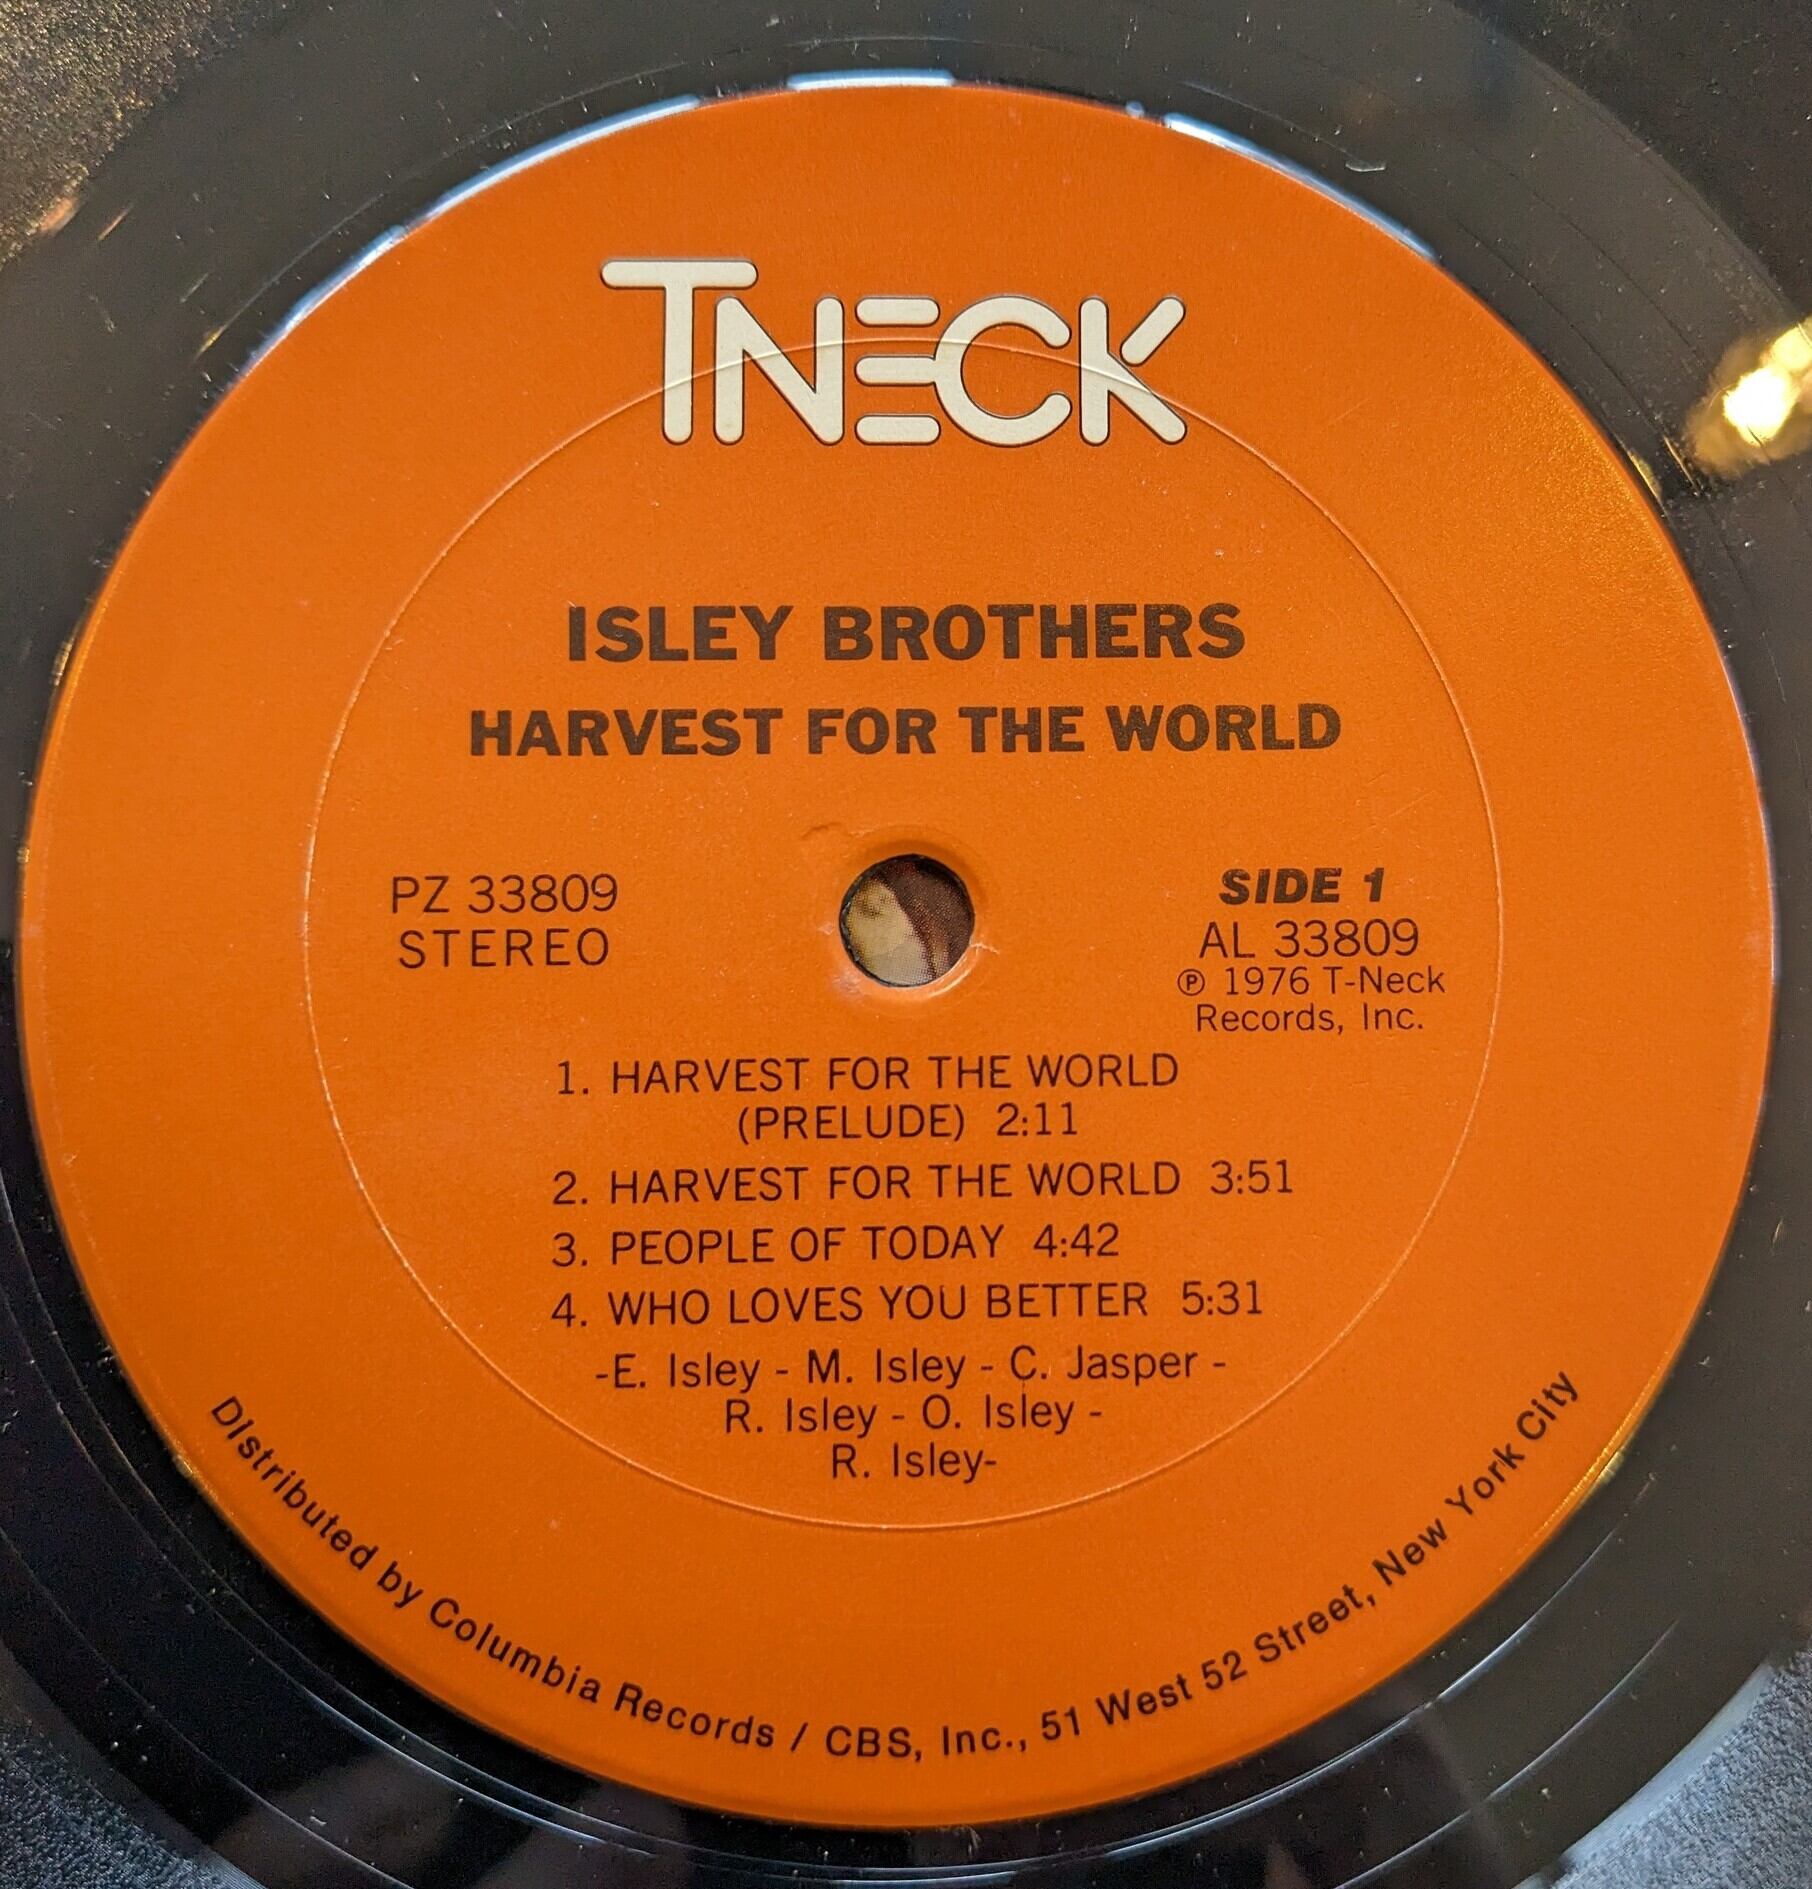 TNECK
ISLEY BROTHERS
HARVEST FOR THE WORLD
PZ 33809
STEREO
SIDE 1
AL 33809
℗ 1976 T-Neck
Records, Inc.
1. HARVEST FOR THE WORLD
(PRELUDE) 2:11
2. HARVEST FOR THE WORLD 3:51
3. PEOPLE OF TODAY 4:42
4. WHO LOVES YOU BETTER 5:31
-E. Isley - M. Isley - C. Jasper -
R. Isley - O. Isley -
R. Isley-
Distributed by Columbia Records / CBS, Inc., 51 West 52 Street, New York City